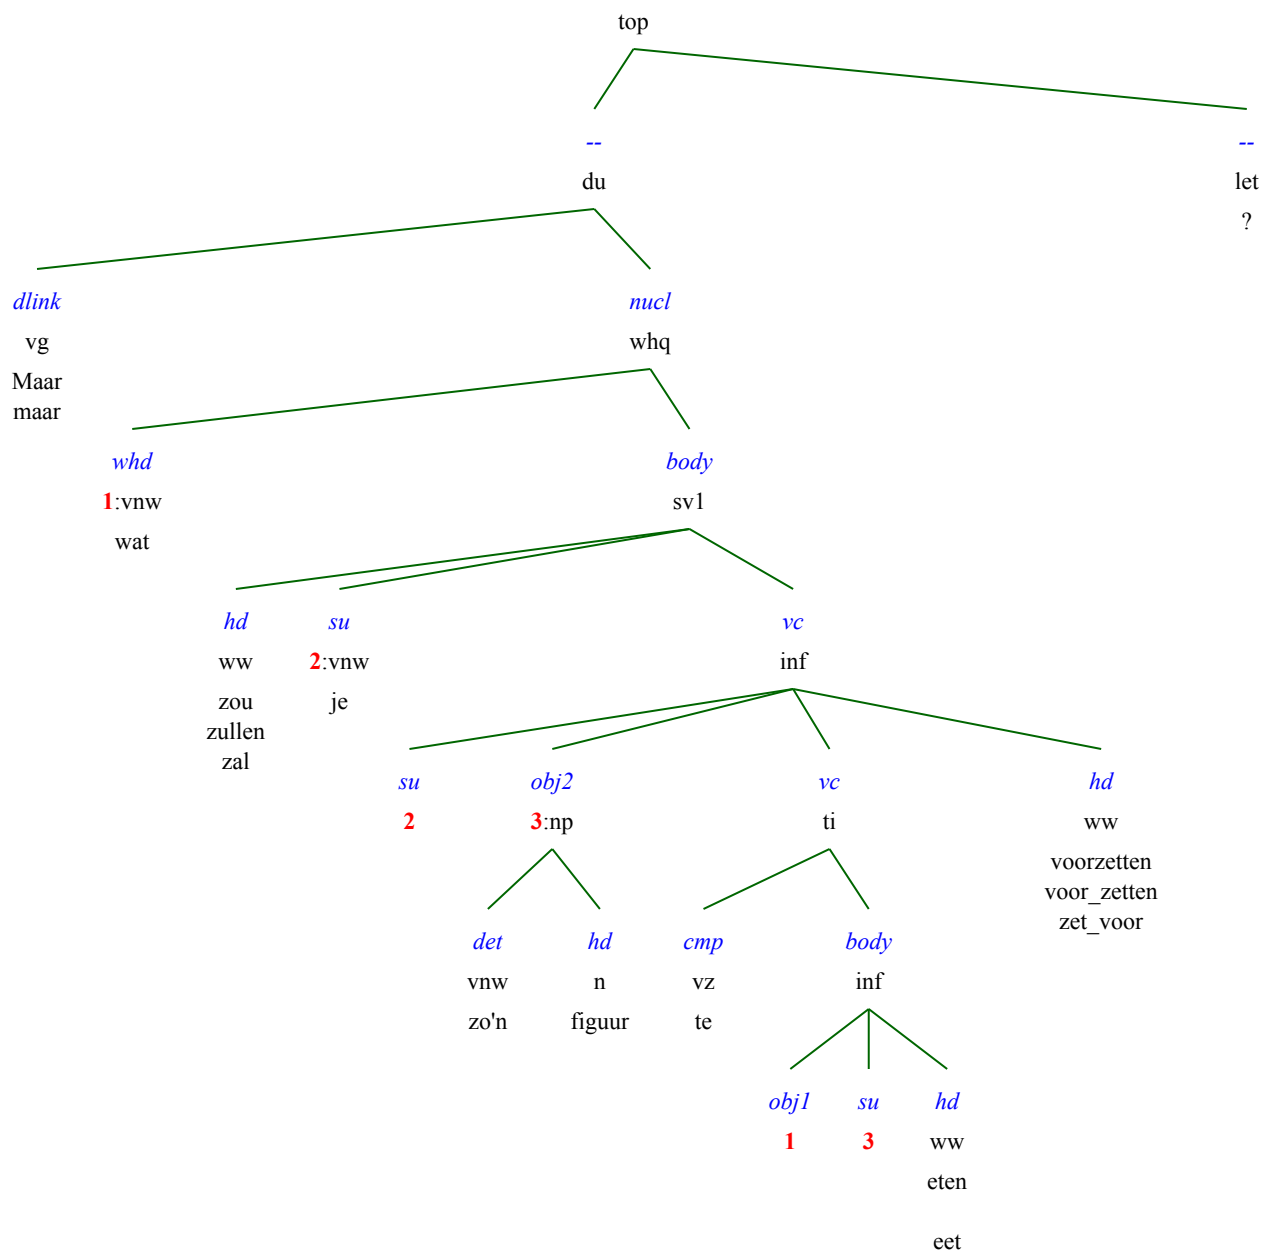 top
-- --
du let
?
dlink nucl
vg whq
Maar
maar
whd body
1:vnw sv1
wat
hd su vc
ww 2:vnw inf
zou je
zullen
zal
su obj2 vc hd
2 3:np ti ww
voorzetten
voor_zetten
zet_voor
det hd cmp body
vnw n vz inf
zo'n figuur te
obj1 su hd
1 3 ww
eten
eet